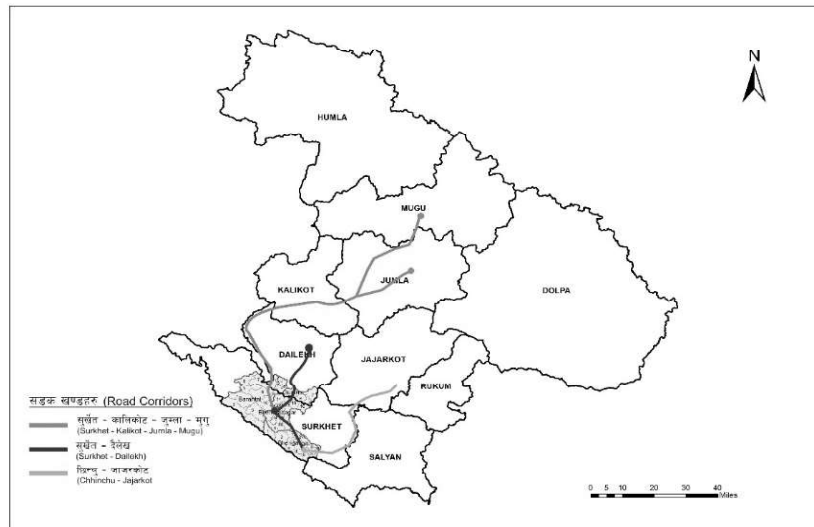 N
HUMLA
MUGU
KALIKOT
JUMLA
DOLPA
DAILEKH
JAJARKOT
RUKUM
SURKHET
SALYAN
सडक खण्डहरु (Road Corridors)
सुर्खेत - कालिकोट - जुम्ला - मुगु
(Surkhet - Kalikot - Jumla - Mugu)
सुर्खेत - दैलेख
(Surkhet - Dailekh)
छिन्चु - जाजरकोट
(Chhinchu - Jajarkot
0 5 10 20 30 40
Miles